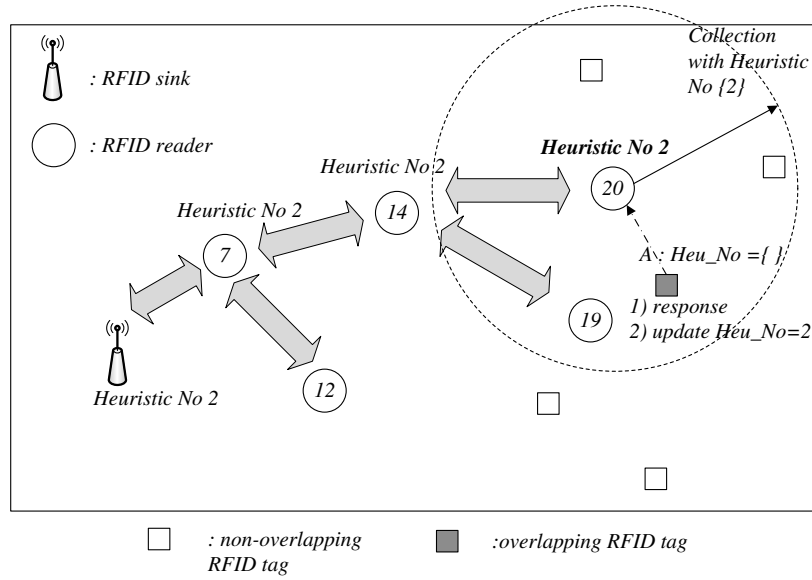 Collection
with Heuristic
No {2}
: RFID sink
: RFID reader
Heuristic No 2
Heuristic No 2
Heuristic No 2
20
14
7
A : Heu_No ={ }
1) response
2) update Heu_No=2
19
12
Heuristic No 2
: non-overlapping
RFID tag
:overlapping RFID tag